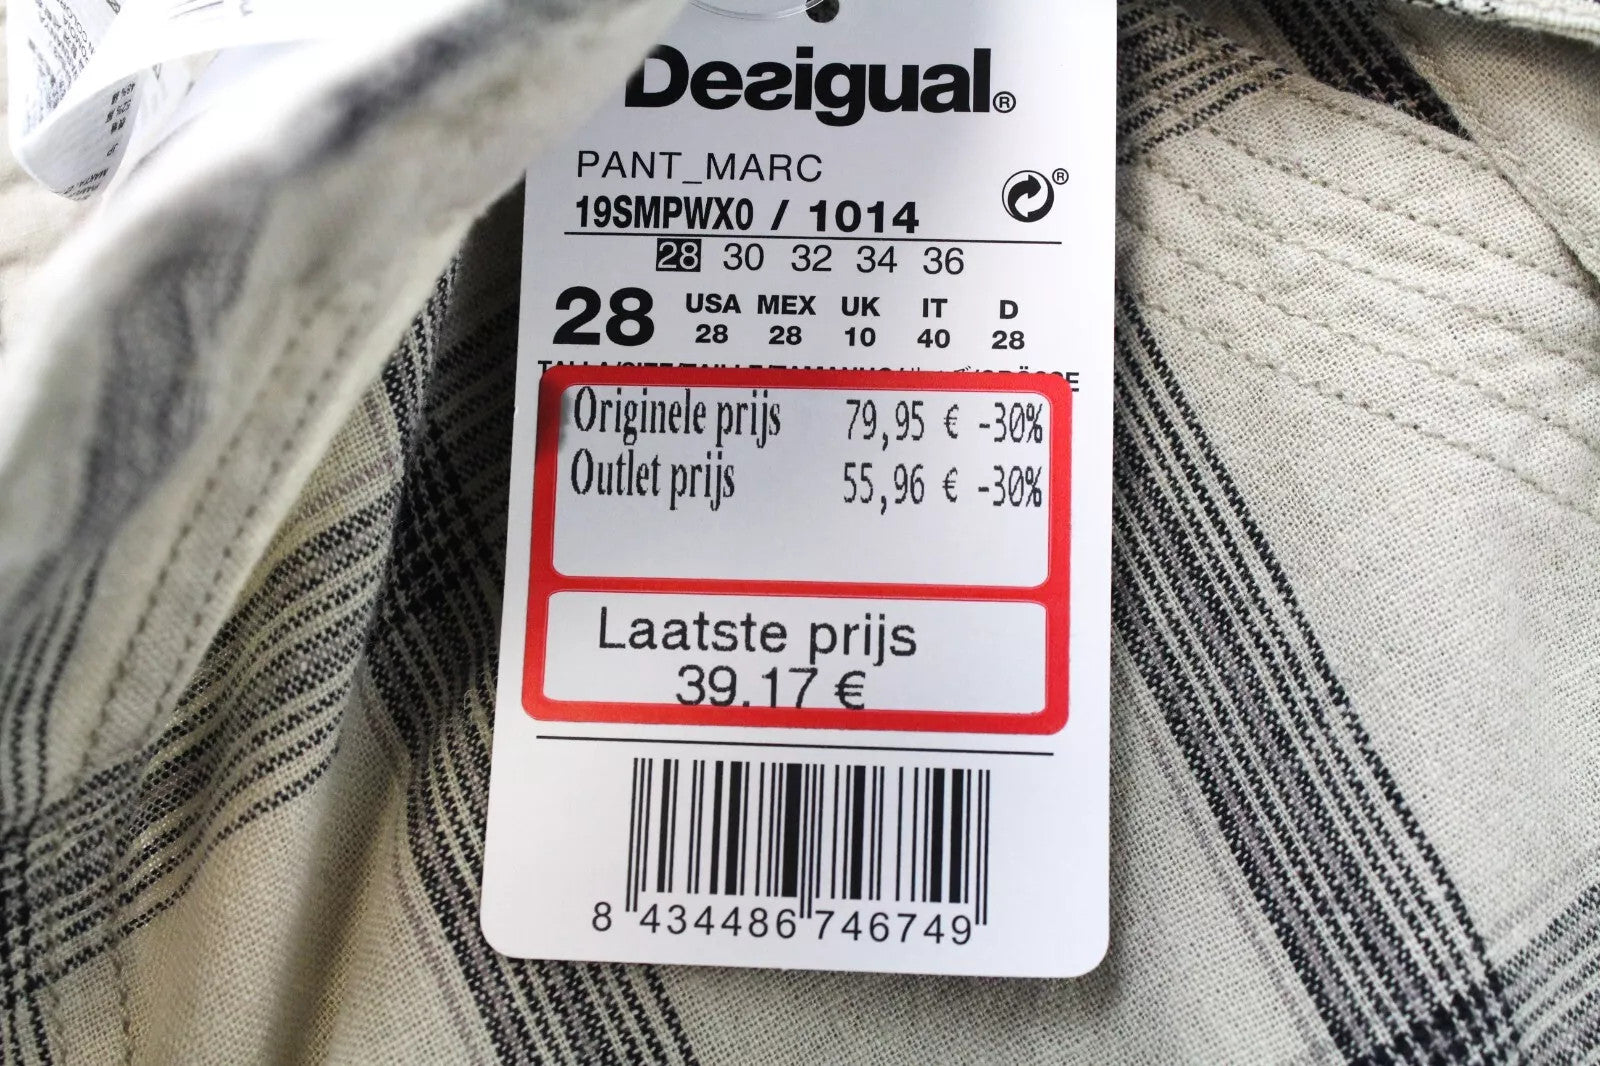 Desigual®
PANT_MARC
®
19SMPWX0 / 1014
28 30 32 34 36
28
USA MEX UK IT D
28 28 10 40 28
Originele prijs 79,95 € -30%
Outlet prijs 55,96 € -30%
Laatste prijs
39.17 €
8 434486 746749